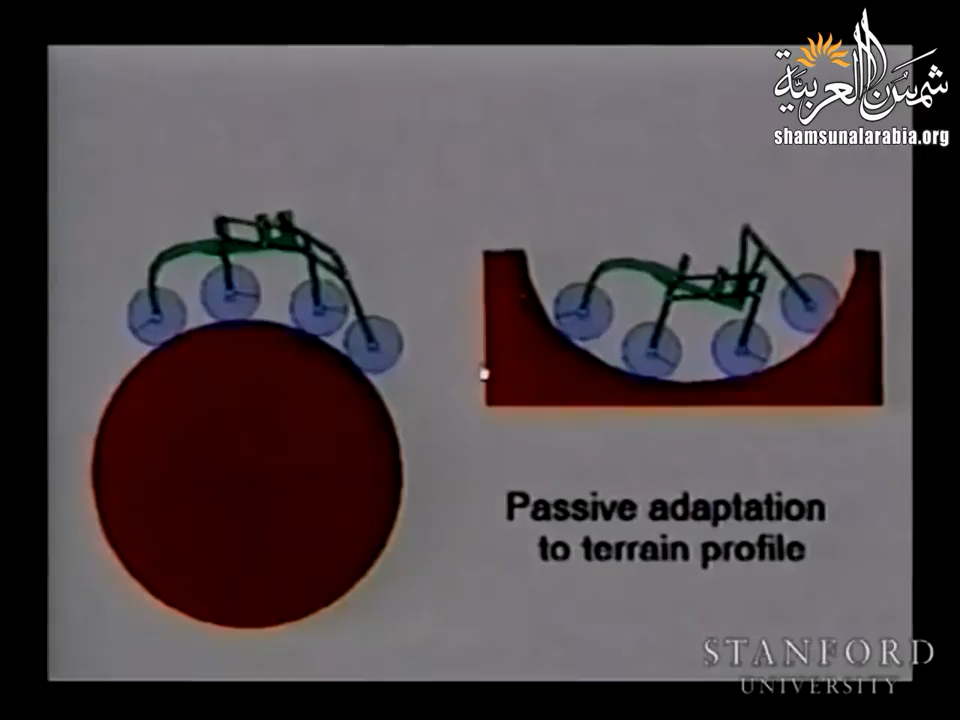 شمس العربية
shamsunalarabia.org
Passive adaptation
to terrain profile
STANFORD
UNIVERSITY